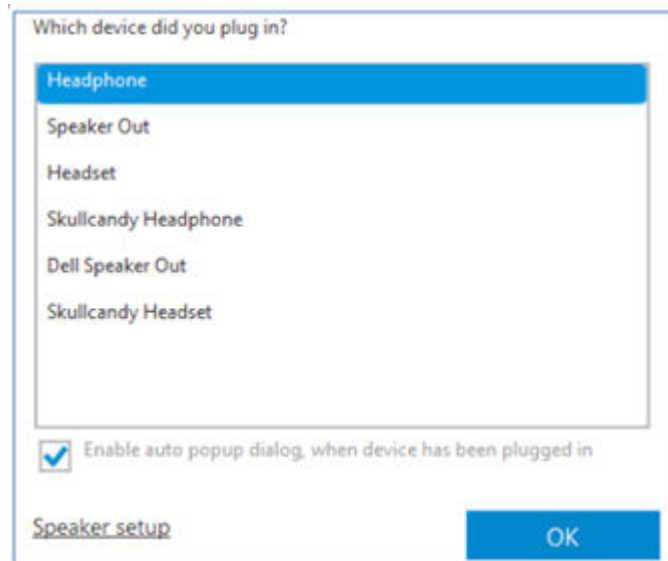 Which device did you plug in?
Headphone
Speaker Out
Headset
Skullcandy Headphone
Dell Speaker Out
Skullcandy Headset
Enable auto popup dialog, when device has been plugged in
Speaker setup
OK